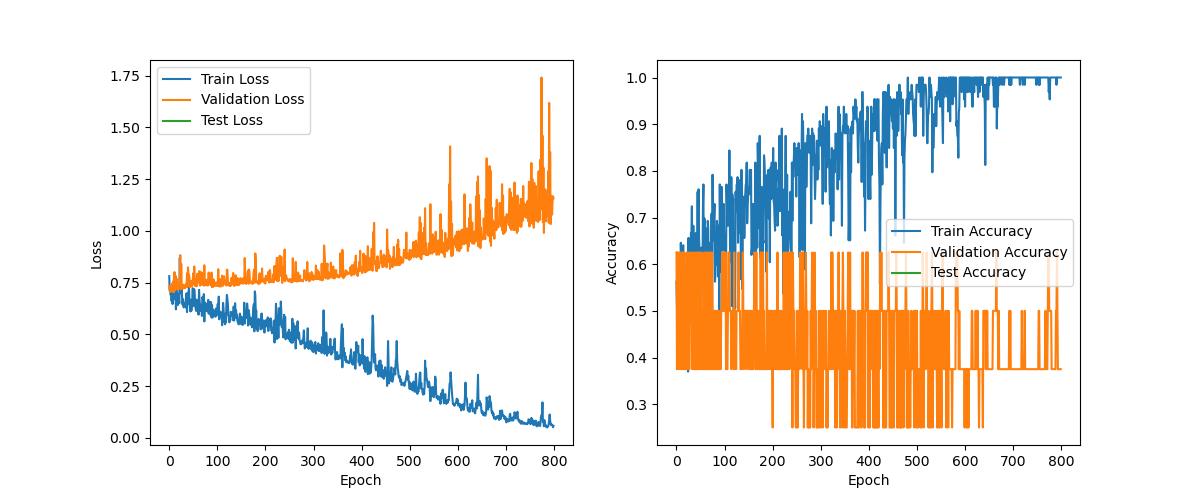 Train Loss
Validation Loss
Test Loss
Loss
1.75
1.50
1.25
1.00
0.75
0.50
0.25
0.00
0 100 200 300 400 500 600 700 800
Epoch
Train Accuracy
Validation Accuracy
Test Accuracy
Accuracy
1.0
0.9
0.8
0.7
0.6
0.5
0.4
0.3
0 100 200 300 400 500 600 700 800
Epoch